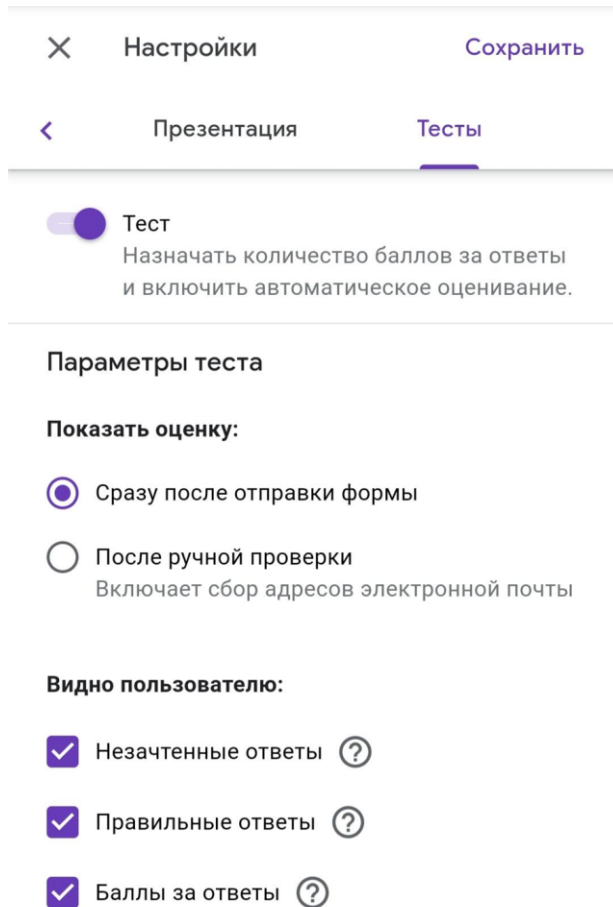 Настройки
Сохранить
Презентация
Тесты
Тест
Назначать количество баллов за ответы
и включить автоматическое оценивание.
Параметры теста
Показать оценку:
Сразу после отправки формы
После ручной проверки
Включает сбор адресов электронной почты
Видно пользователю:
Незачтенные ответы
Правильные ответы
Баллы за ответы